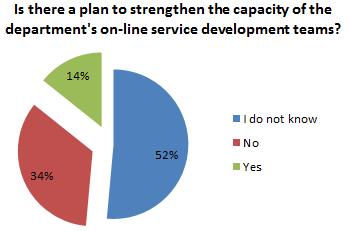 Is there a plan to strengthen the capacity of the
department's on-line service development teams?
14%
52%
34%
I do not know
No
Yes